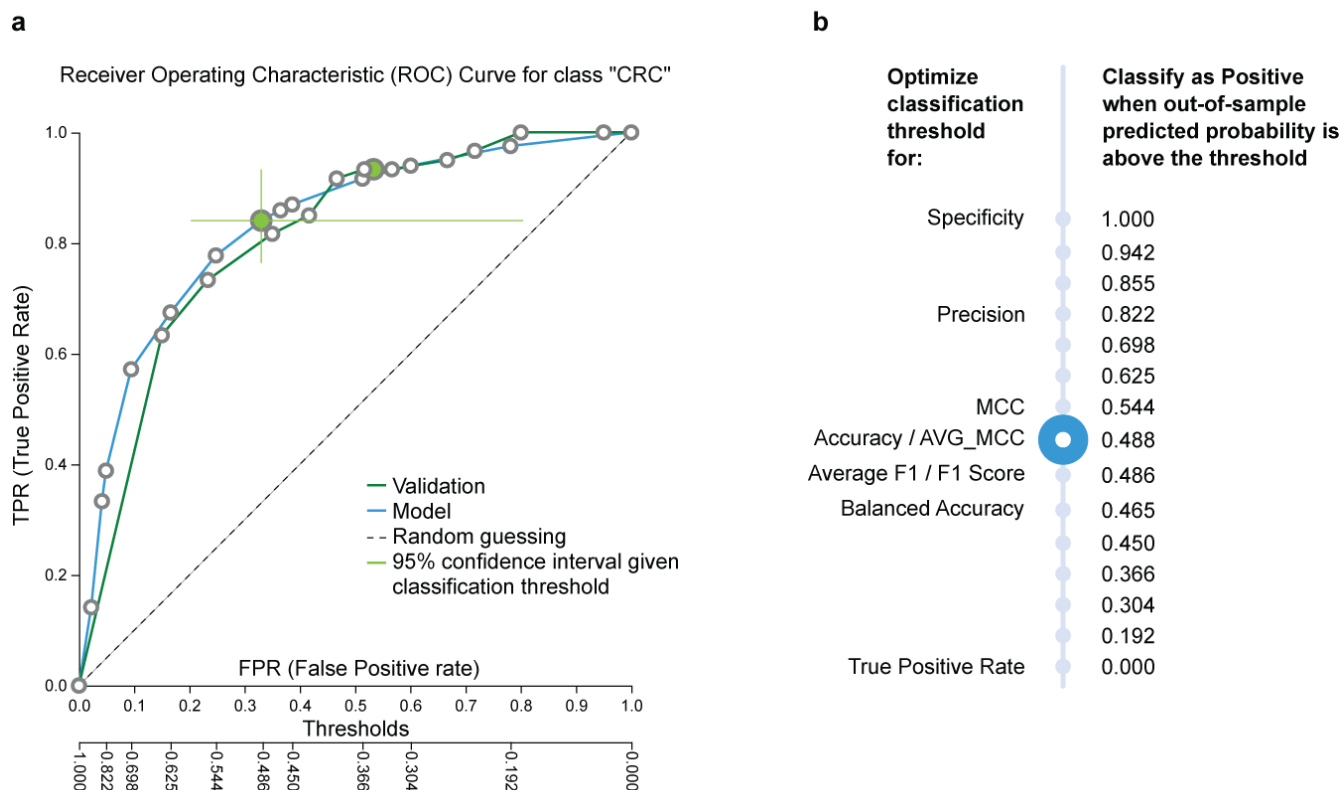 a
Receiver Operating Characteristic (ROC) Curve for class "CRC"
TPR (True Positive Rate)
1.0
0.8
0.6
0.4
0.2
0.0
Validation
Model
Random guessing
95% confidence interval given
classification threshold
FPR (False Positive rate)
0.0 0.1 0.2 0.3 0.4 0.5 0.6 0.7 0.8 0.9 1.0
Thresholds
1.000 0.822 0.698 0.625 0.544 0.486 0.450 0.366 0.304 0.192 0.000
b
Optimize
classification
threshold
for:
Classify as Positive
when out-of-sample
predicted probability is
above the threshold
Specificity 1.000
0.942
0.855
Precision 0.822
0.698
0.625
MCC 0.544
Accuracy / AVG_MCC 0.488
Average F1 / F1 Score 0.486
Balanced Accuracy 0.465
0.450
0.366
0.304
0.192
True Positive Rate 0.000